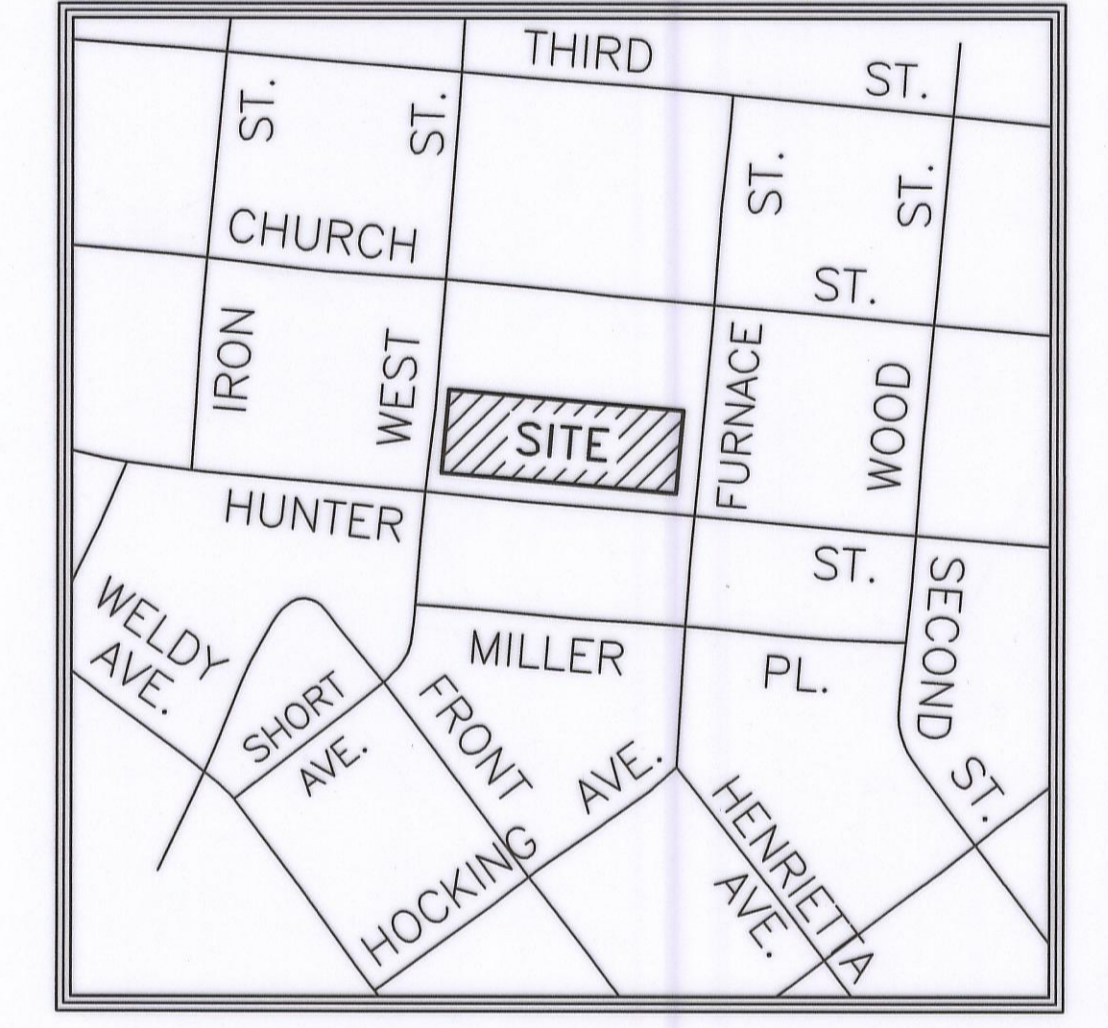 THIRD ST.
ST.
ST.
ST.
ST.
CHURCH ST.
IRON
WEST
FURNACE
WOOD
SITE
HUNTER ST.
SECOND ST.
WELDY
AVE.
MILLER PL.
SHORT
AVE.
FRONT
HOCKING AVE.
HENRIETTA
AVE.